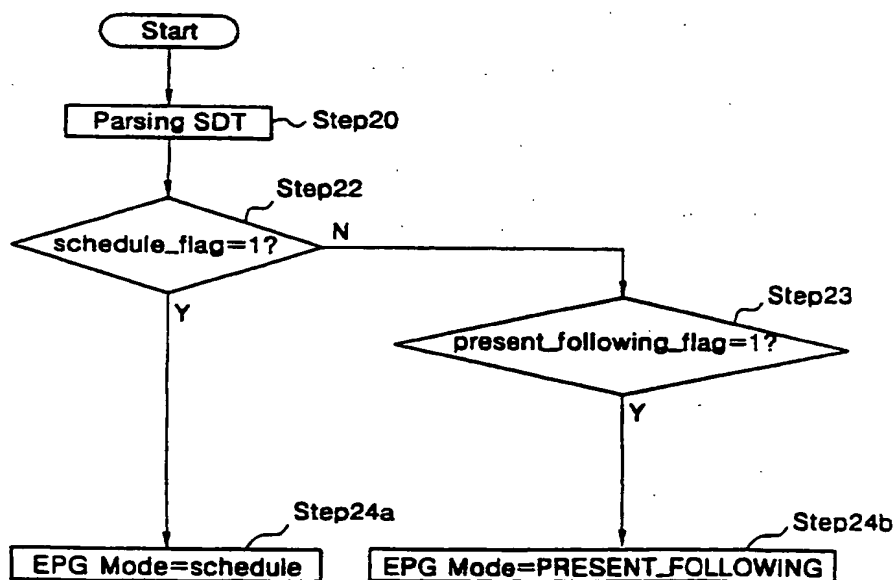 Start
Parsing SDT
Step20
Step22
schedule_flag=1?
N
Y
Step23
present_following_flag=1?
Y
Step24a
EPG Mode=schedule
Step24b
EPG Mode=PRESENT_FOLLOWING